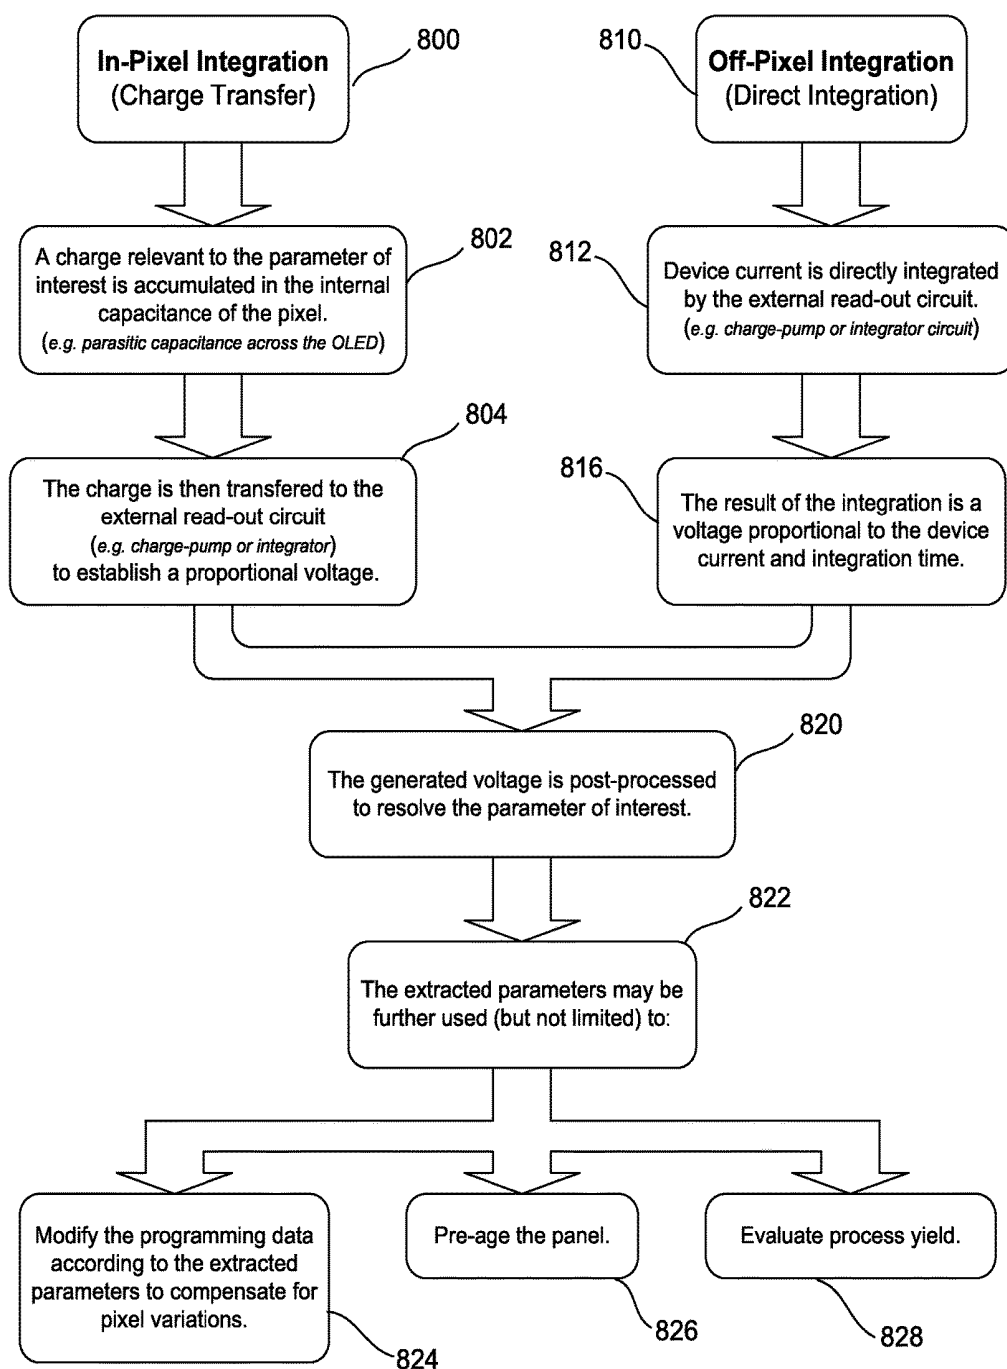 In-Pixel Integration
(Charge Transfer)
800
810
Off-Pixel Integration
(Direct Integration)
A charge relevant to the parameter of
interest is accumulated in the internal
capacitance of the pixel.
(e.g. parasitic capacitance across the OLED)
802
812
Device current is directly integrated
by the external read-out circuit.
(e.g. charge-pump or integrator circuit)
The charge is then transfered to the
external read-out circuit
(e.g. charge-pump or integrator)
to establish a proportional voltage.
804
816
The result of the integration is a
voltage proportional to the device
current and integration time.
The generated voltage is post-processed
to resolve the parameter of interest.
820
The extracted parameters may be
further used (but not limited) to:
822
Modify the programming data
according to the extracted
parameters to compensate for
pixel variations.
824
Pre-age the panel.
826
Evaluate process yield.
828